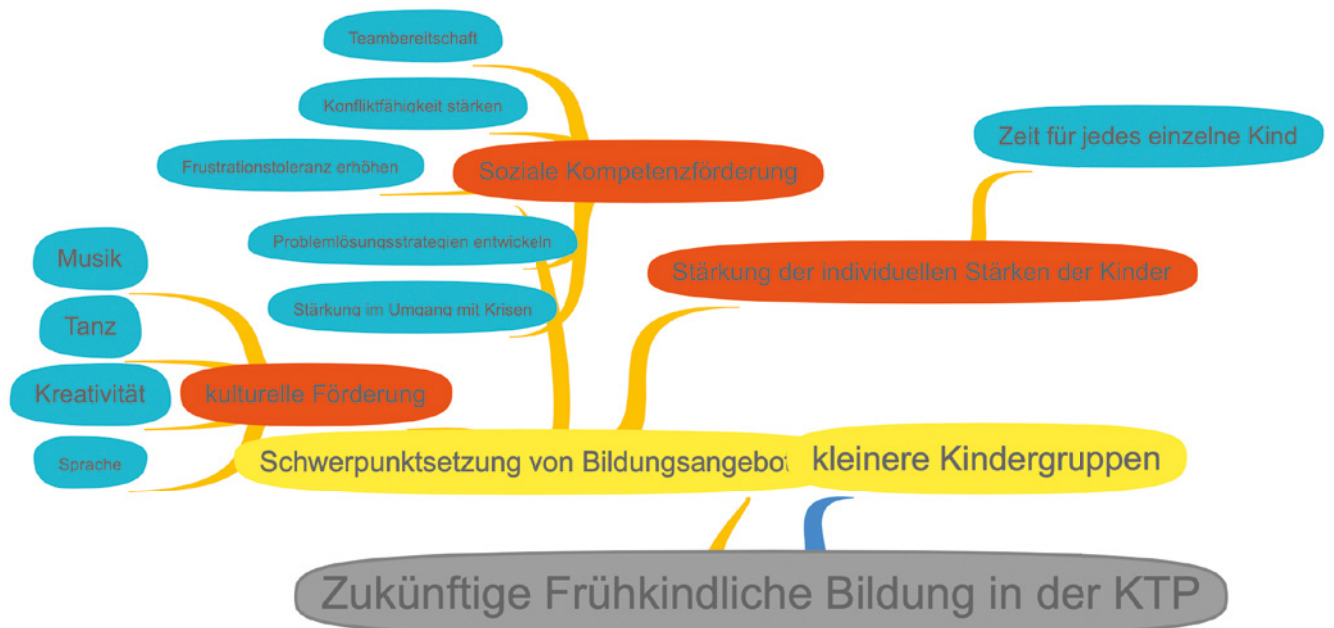 Teambereitschaft
Konfliktfähigkeit stärken
Zeit für jedes einzelne Kind
Frustrationstoleranz erhöhen
Soziale Kompetenzförderung
Problemlösungsstrategien entwickeln
Musik
Stärkung der individuellen Stärken der Kinder
Stärkung im Umgang mit Krisen
Tanz
Kreativität
kulturelle Förderung
Sprache
Schwerpunktsetzung von Bildungsangebot
kleinere Kindergruppen
Zukünftige Frühkindliche Bildung in der KTP